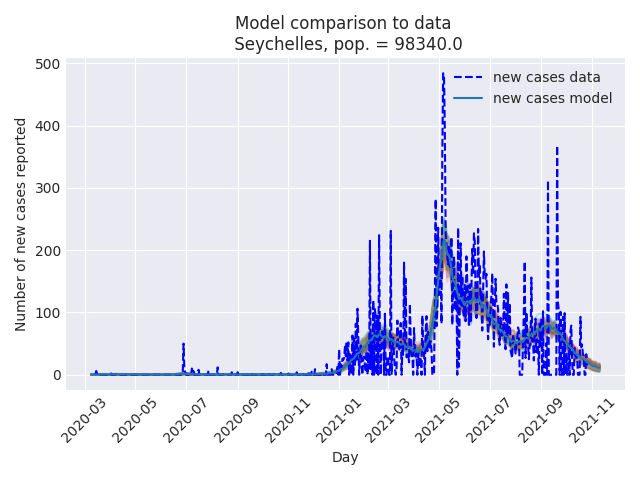 Model comparison to data
Seychelles, pop. = 98340.0
new cases data
new cases model
Number of new cases reported
500
400
300
200
100
0
2020-03
2020-05
2020-07
2020-09
2020-11
2021-01
2021-03
2021-05
2021-07
2021-09
2021-11
Day